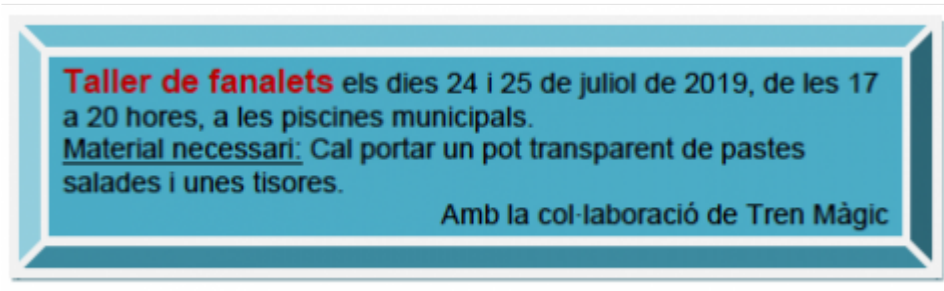 Taller de fanalets els dies 24 i 25 de juliol de 2019, de les 17
a 20 hores, a les piscines municipals.
Material necessari: Cal portar un pot transparent de pastes
salades i unes tisores.
Amb la col·laboració de Tren Màgic